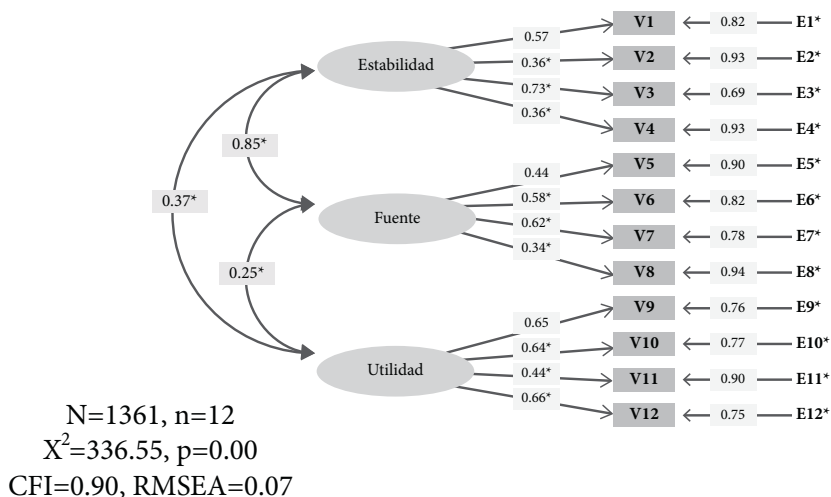 0.57 V1 0.82 E1*
Estabilidad 0.36* V2 0.93 E2*
0.73* V3 0.69 E3*
0.36* V4 0.93 E4*
0.85*
0.44 V5 0.90 E5*
0.37* 0.58* V6 0.82 E6*
Fuente 0.62* V7 0.78 E7*
0.34* V8 0.94 E8*
0.25*
0.65 V9 0.76 E9*
0.64* V10 0.77 E10*
Utilidad 0.44* V11 0.90 E11*
0.66* V12 0.75 E12*
N=1361, n=12
X²=336.55, p=0.00
CFI=0.90, RMSEA=0.07